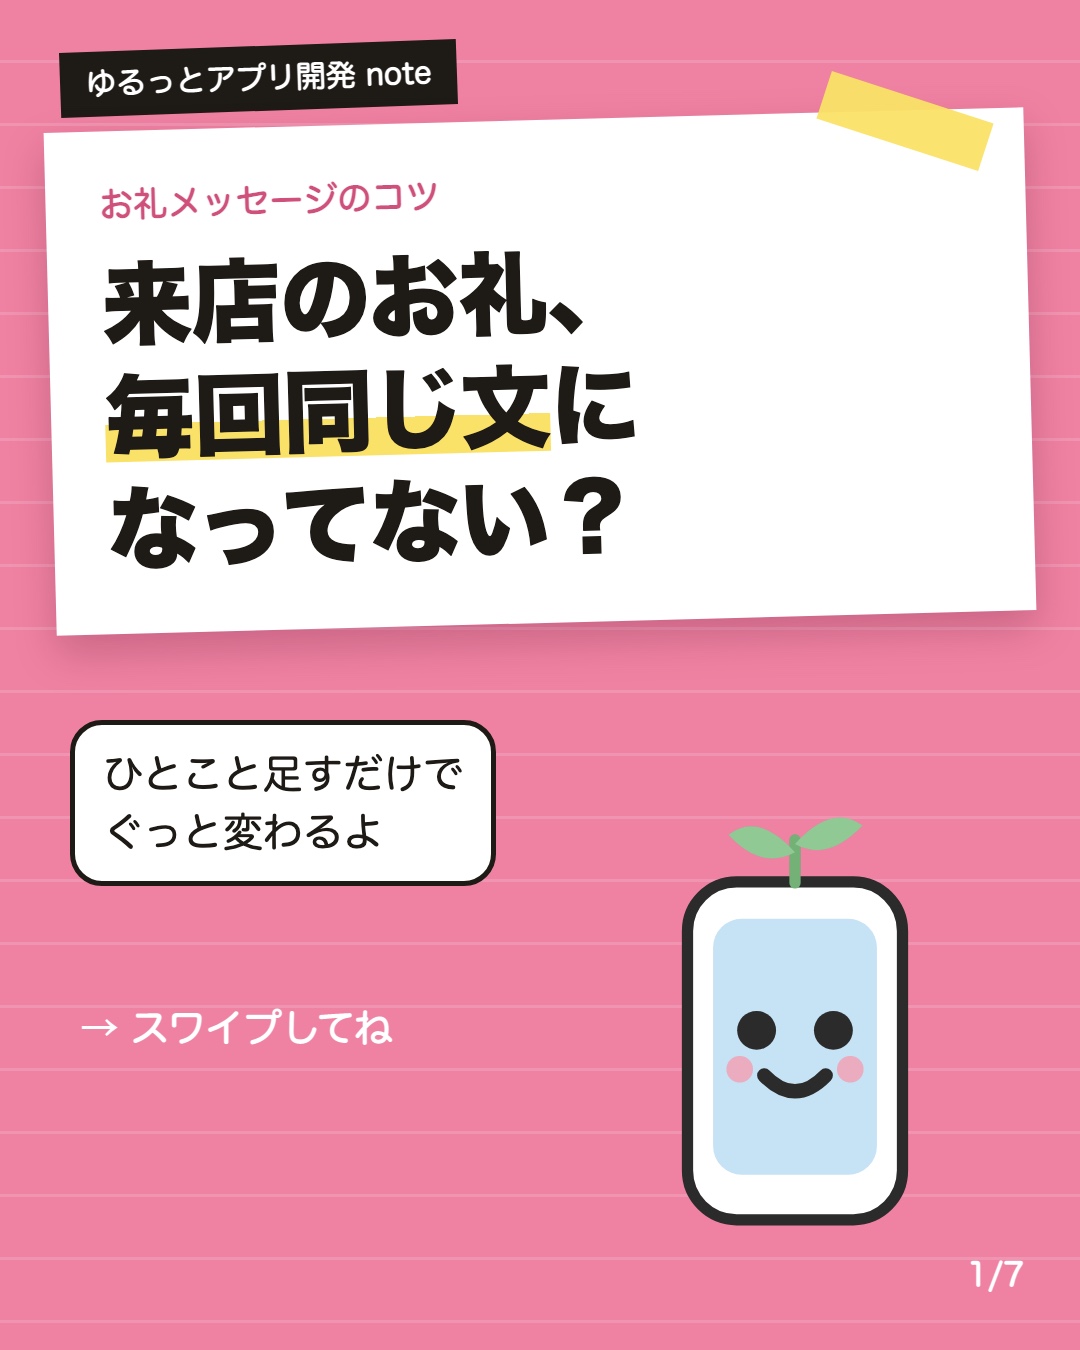 ゆるっとアプリ開発 note
お礼メッセージのコツ
来店のお礼、
毎回同じ文に
なってない？
ひとこと足すだけで
ぐっと変わるよ
→ スワイプしてね
1/7